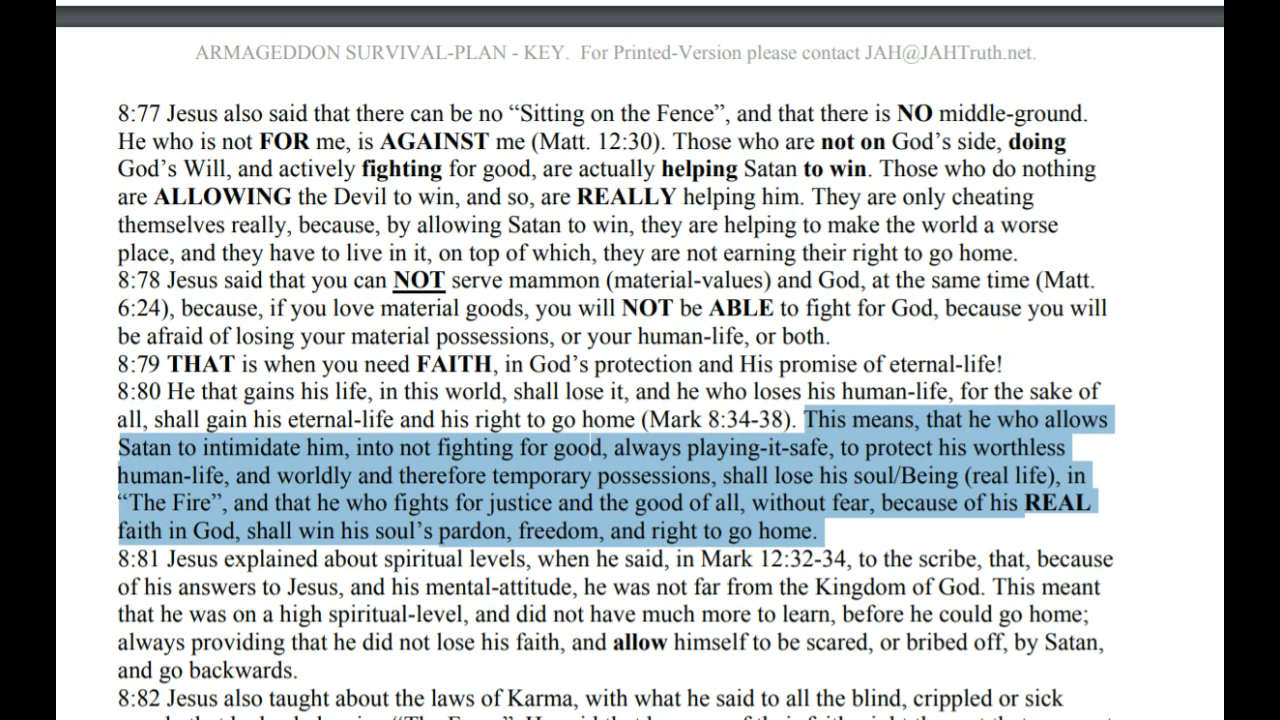 ARMAGEDDON SURVIVAL-PLAN - KEY. For Printed-Version please contact JAH@JAHTruth.net.
8:77 Jesus also said that there can be no “Sitting on the Fence”, and that there is NO middle-ground.
He who is not FOR me, is AGAINST me (Matt. 12:30). Those who are not on God’s side, doing
God’s Will, and actively fighting for good, are actually helping Satan to win. Those who do nothing
are ALLOWING the Devil to win, and so, are REALLY helping him. They are only cheating
themselves really, because, by allowing Satan to win, they are helping to make the world a worse
place, and they have to live in it, on top of which, they are not earning their right to go home.
8:78 Jesus said that you can NOT serve mammon (material-values) and God, at the same time (Matt.
6:24), because, if you love material goods, you will NOT be ABLE to fight for God, because you will
be afraid of losing your material possessions, or your human-life, or both.
8:79 THAT is when you need FAITH, in God’s protection and His promise of eternal-life!
8:80 He that gains his life, in this world, shall lose it, and he who loses his human-life, for the sake of
all, shall gain his eternal-life and his right to go home (Mark 8:34-38). This means, that he who allows
Satan to intimidate him, into not fighting for good, always playing-it-safe, to protect his worthless
human-life, and worldly and therefore temporary possessions, shall lose his soul/Being (real life), in
“The Fire”, and that he who fights for justice and the good of all, without fear, because of his REAL
faith in God, shall win his soul’s pardon, freedom, and right to go home.
8:81 Jesus explained about spiritual levels, when he said, in Mark 12:32-34, to the scribe, that, because
of his answers to Jesus, and his mental-attitude, he was not far from the Kingdom of God. This meant
that he was on a high spiritual-level, and did not have much more to learn, before he could go home;
always providing that he did not lose his faith, and allow himself to be scared, or bribed off, by Satan,
and go backwards.
8:82 Jesus also taught about the laws of Karma, with what he said to all the blind, crippled or sick